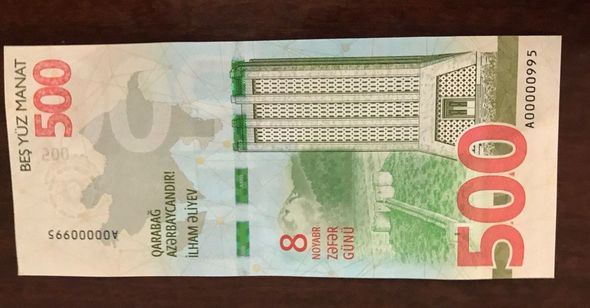 BEŞ YÜZ MANAT
500
500
QARABAĞ
AZƏRBAYCANDIR!
İLHAM ƏLİYEV
A00000995
8
NOYABR
ZƏFƏR
GÜNÜ
500
A00000995